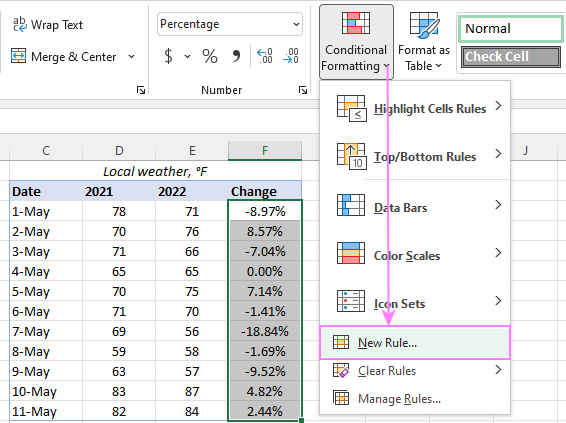 Wrap Text
Percentage
Merge & Center
$ % 9
.00
Number
Conditional Formatting
Format as Table
Normal
Check Cell
Highlight Cells Rules
Top/Bottom Rules
10
Data Bars
Color Scales
Icon Sets
New Rule...
Clear Rules
Manage Rules...
C D E F J
Local weather, °F
Date 2021 2022 Change
1-May 78 71 -8.97%
2-May 70 76 8.57%
3-May 71 66 -7.04%
4-May 65 65 0.00%
5-May 70 75 7.14%
6-May 71 70 -1.41%
7-May 69 56 -18.84%
8-May 59 58 -1.69%
9-May 63 57 -9.52%
10-May 83 87 4.82%
11-May 82 84 2.44%